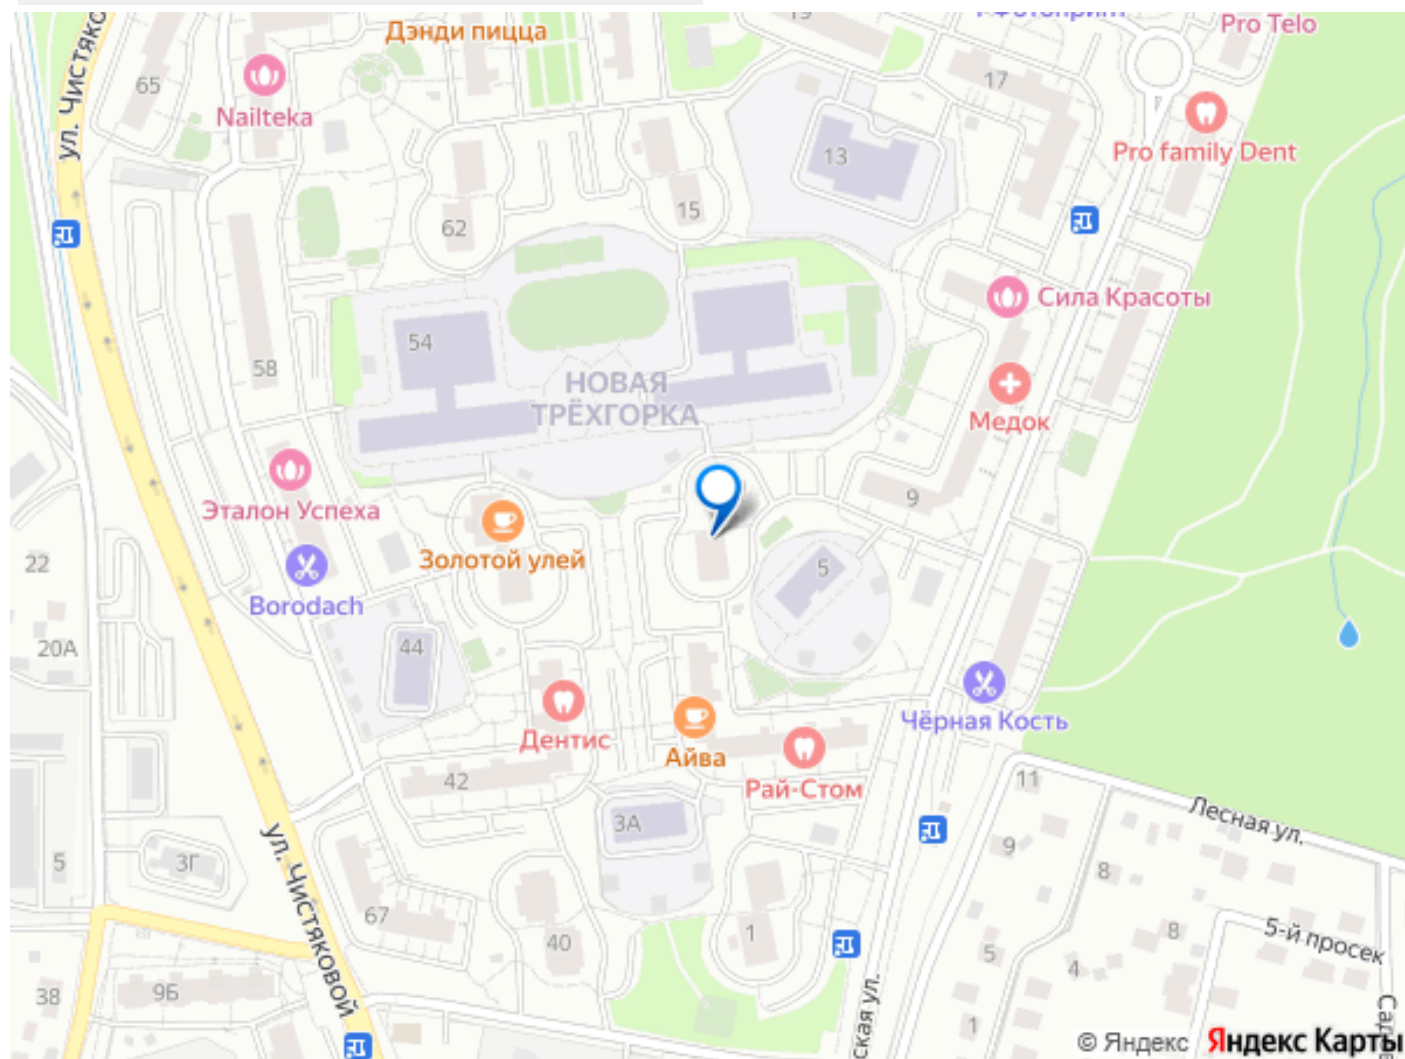 Дэнди пицца
19
Pro Telo
ул. Чистяко
65
Nailteka
17
Pro family Dent
13
15
62
Сила Красоты
54
58
НОВАЯ
ТРЁХГОРКА
Медок
Эталон Успеха
9
Золотой улей
22
5
Borodach
20А
44
Чёрная Кость
Дентис
Айва
42
Рай-Стом
11
Лесная ул.
3А
5
3Г
9
8
ул. Чистяковой
67
40
1
8
5-й просек
5
4
38
9Б
1
ская ул.
© Яндекс
Яндекс Карты